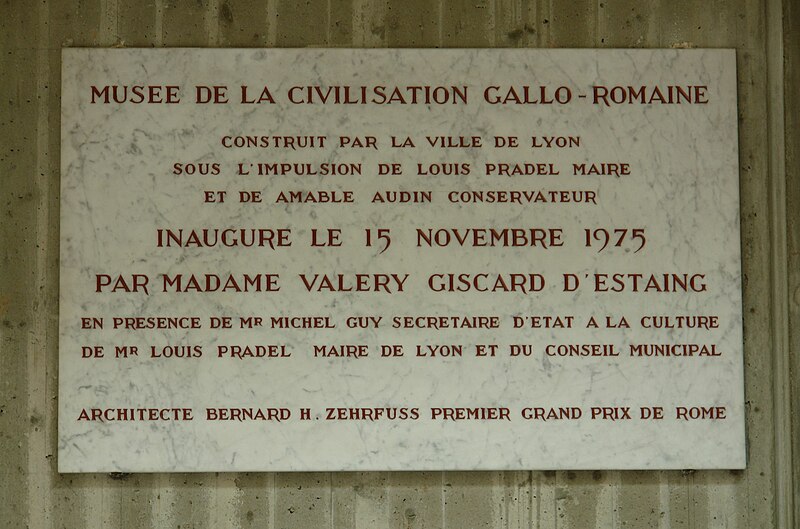 MUSEE DE LA CIVILISATION GALLO-ROMAINE
CONSTRUIT PAR LA VILLE DE LYON
SOUS L'IMPULSION DE LOUIS PRADEL MAIRE
ET DE AMABLE AUDIN CONSERVATEUR
INAUGURE LE 15 NOVEMBRE 1975
PAR MADAME VALERY GISCARD D'ESTAING
EN PRESENCE DE MR MICHEL GUY SECRETAIRE D'ETAT A LA CULTURE
DE MR LOUIS PRADEL MAIRE DE LYON ET DU CONSEIL MUNICIPAL
ARCHITECTE BERNARD H. ZEHRFUSS PREMIER GRAND PRIX DE ROME